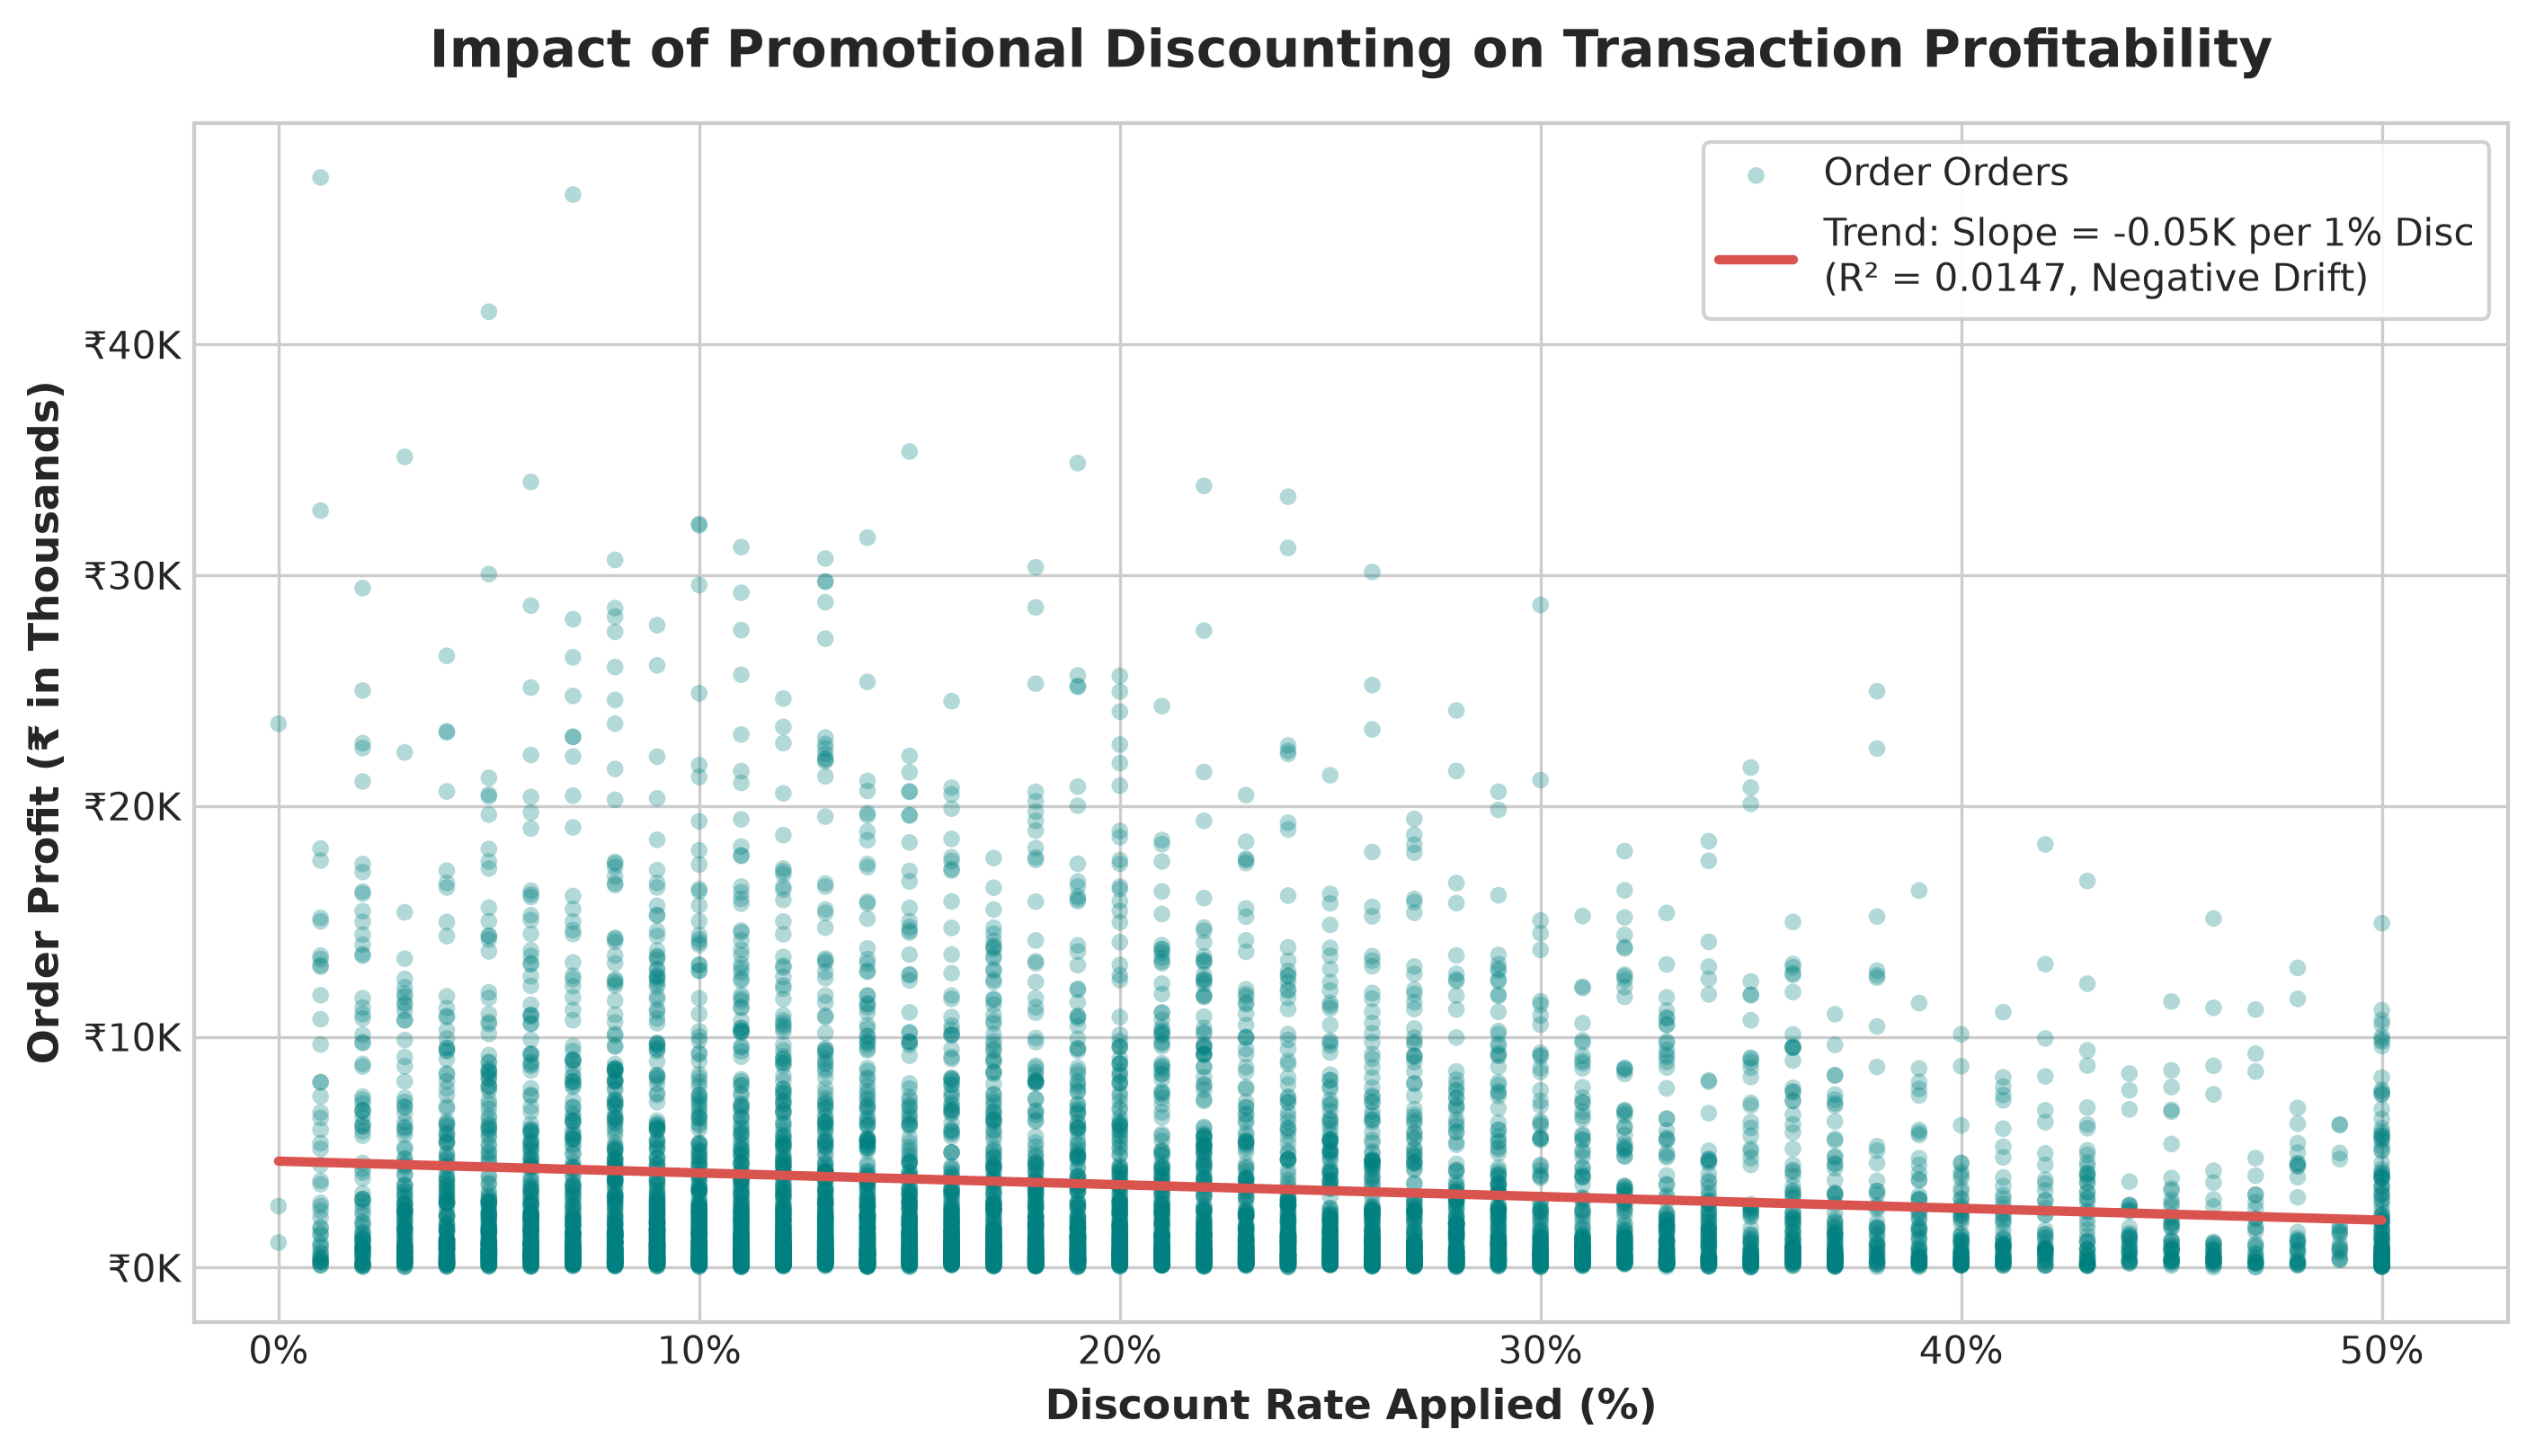 Impact of Promotional Discounting on Transaction Profitability
Order Orders
Trend: Slope = -0.05K per 1% Disc
(R² = 0.0147, Negative Drift)
Order Profit (₹ in Thousands)
₹40K
₹30K
₹20K
₹10K
₹0K
0%
10%
20%
30%
40%
50%
Discount Rate Applied (%)